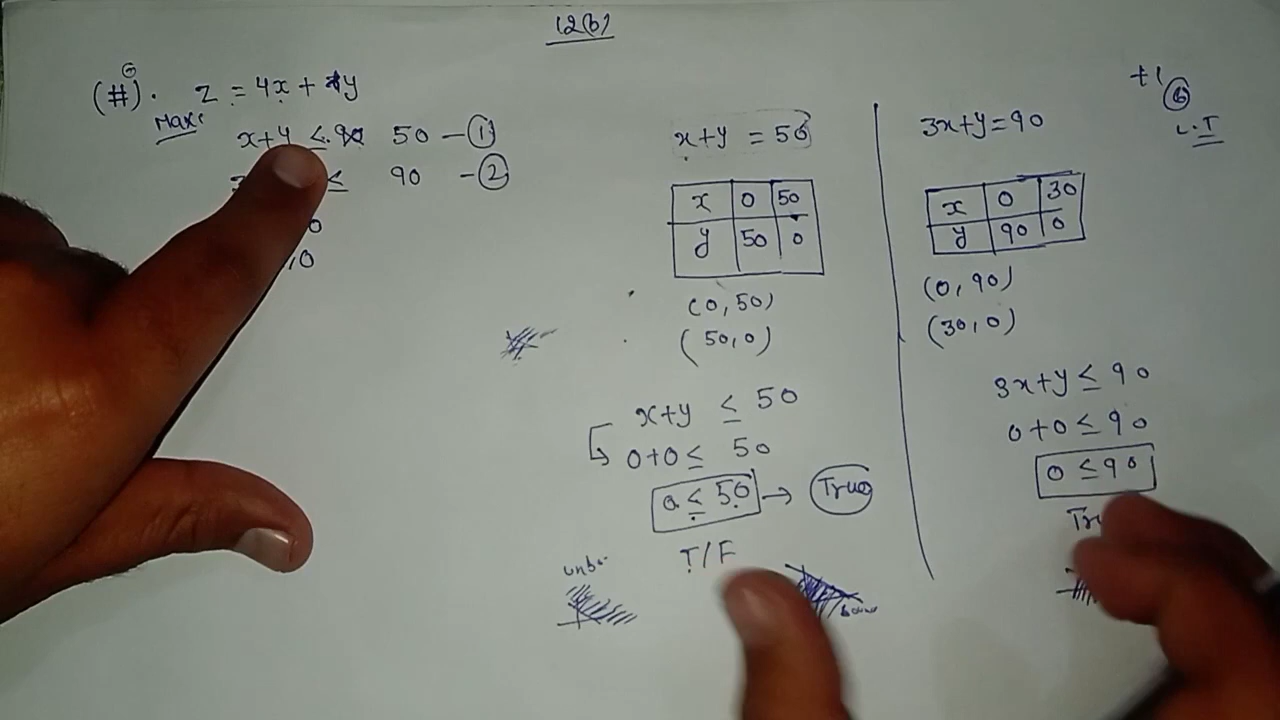 12(b)
(#). Z = 4x + y
Max
x+y ≤ 50 - ①
≤ 90 - ②
0
,0
x+y = 50
x 0 50
y 50 0
(0, 50)
(50, 0)
x+y ≤ 50
0+0 ≤ 50
0 ≤ 50 → True
T/F
3x+y = 90
x 0 30
y 90 0
(0, 90)
(30, 0)
3x+y ≤ 90
0+0 ≤ 90
0 ≤ 90
+1
6
L.T